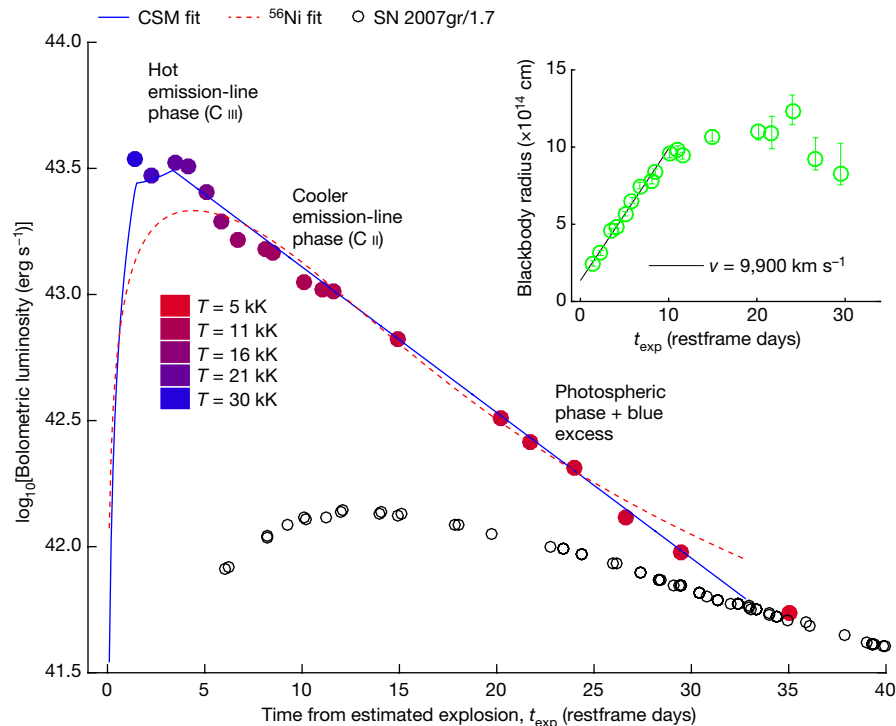 CSM fit
⁵⁶Ni fit
SN 2007gr/1.7
44.0
43.5
43.0
42.5
42.0
41.5
log₁₀[Bolometric luminosity (erg s⁻¹)]
Hot
emission-line
phase (C III)
Cooler
emission-line
phase (C II)
T = 5 kK
T = 11 kK
T = 16 kK
T = 21 kK
T = 30 kK
Photospheric
phase + blue
excess
0
5
10
15
20
25
30
35
40
Time from estimated explosion, t_exp (restframe days)
15
10
5
0
Blackbody radius (×10¹⁴ cm)
v = 9,900 km s⁻¹
0
10
20
30
t_exp (restframe days)